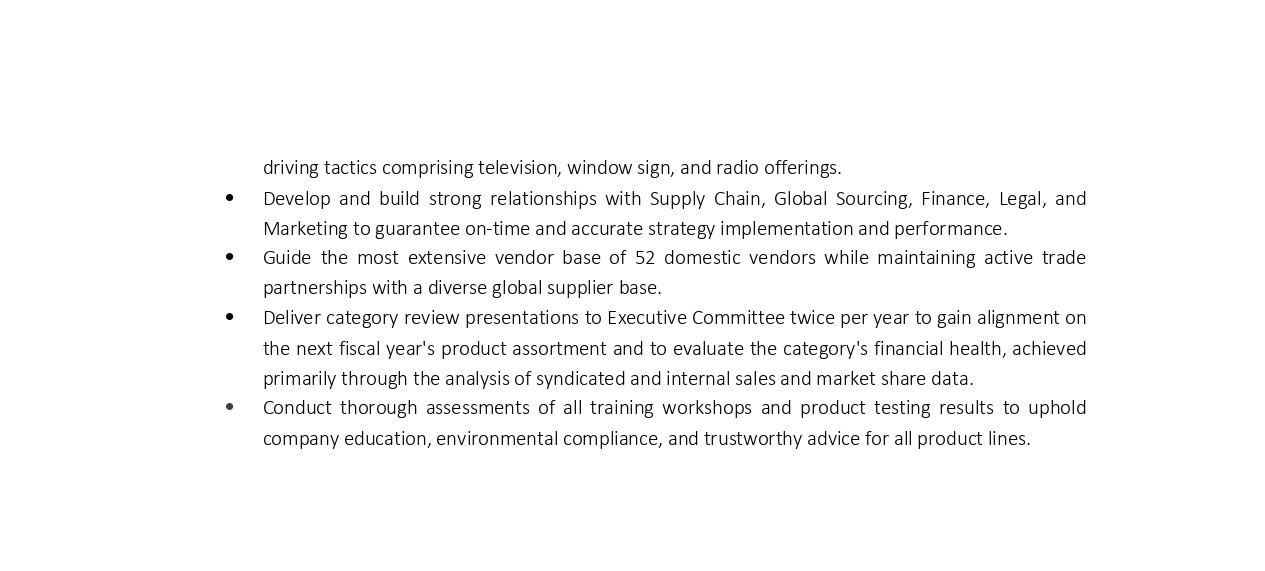 driving tactics comprising television, window sign, and radio offerings.
• Develop and build strong relationships with Supply Chain, Global Sourcing, Finance, Legal, and
Marketing to guarantee on-time and accurate strategy implementation and performance.
• Guide the most extensive vendor base of 52 domestic vendors while maintaining active trade
partnerships with a diverse global supplier base.
• Deliver category review presentations to Executive Committee twice per year to gain alignment on
the next fiscal year's product assortment and to evaluate the category's financial health, achieved
primarily through the analysis of syndicated and internal sales and market share data.
• Conduct thorough assessments of all training workshops and product testing results to uphold
company education, environmental compliance, and trustworthy advice for all product lines.